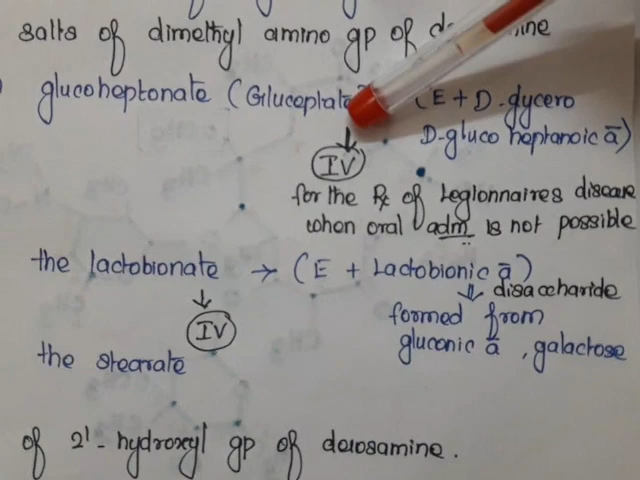 salts of dimethyl amino gp of
glucoheptonate (Gluceptate) (E + D-glycero
D-gluco heptanoic ā)
IV
for the Rx of Legionnaires disease
when oral adm is not possible
the lactobionate → (E + Lactobionic ā)
disaccharide
IV
formed from
gluconic ā , galactose
the stearate
of 2'-hydroxyl gp of desosamine.